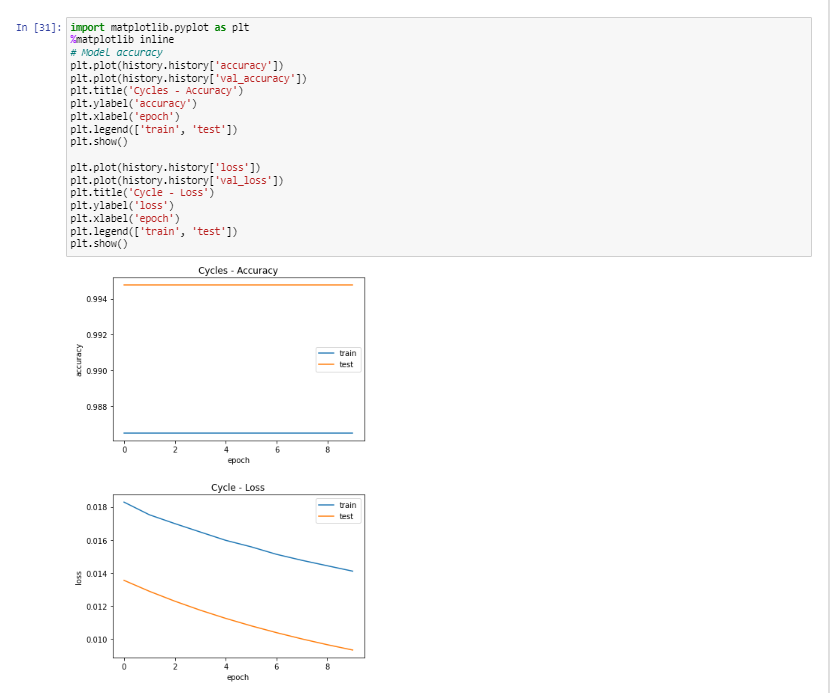 In [31]: import matplotlib.pyplot as plt
%matplotlib inline
# Model accuracy
plt.plot(history.history['accuracy'])
plt.plot(history.history['val_accuracy'])
plt.title('Cycles - Accuracy')
plt.ylabel('accuracy')
plt.xlabel('epoch')
plt.legend(['train', 'test'])
plt.show()
plt.plot(history.history['loss'])
plt.plot(history.history['val_loss'])
plt.title('Cycle - Loss')
plt.ylabel('loss')
plt.xlabel('epoch')
plt.legend(['train', 'test'])
plt.show()
Cycles - Accuracy
0.994
0.992
0.990
0.988
accuracy
train
test
0 2 4 6 8
epoch
Cycle - Loss
0.018
0.016
0.014
0.012
0.010
loss
train
test
0 2 4 6 8
epoch